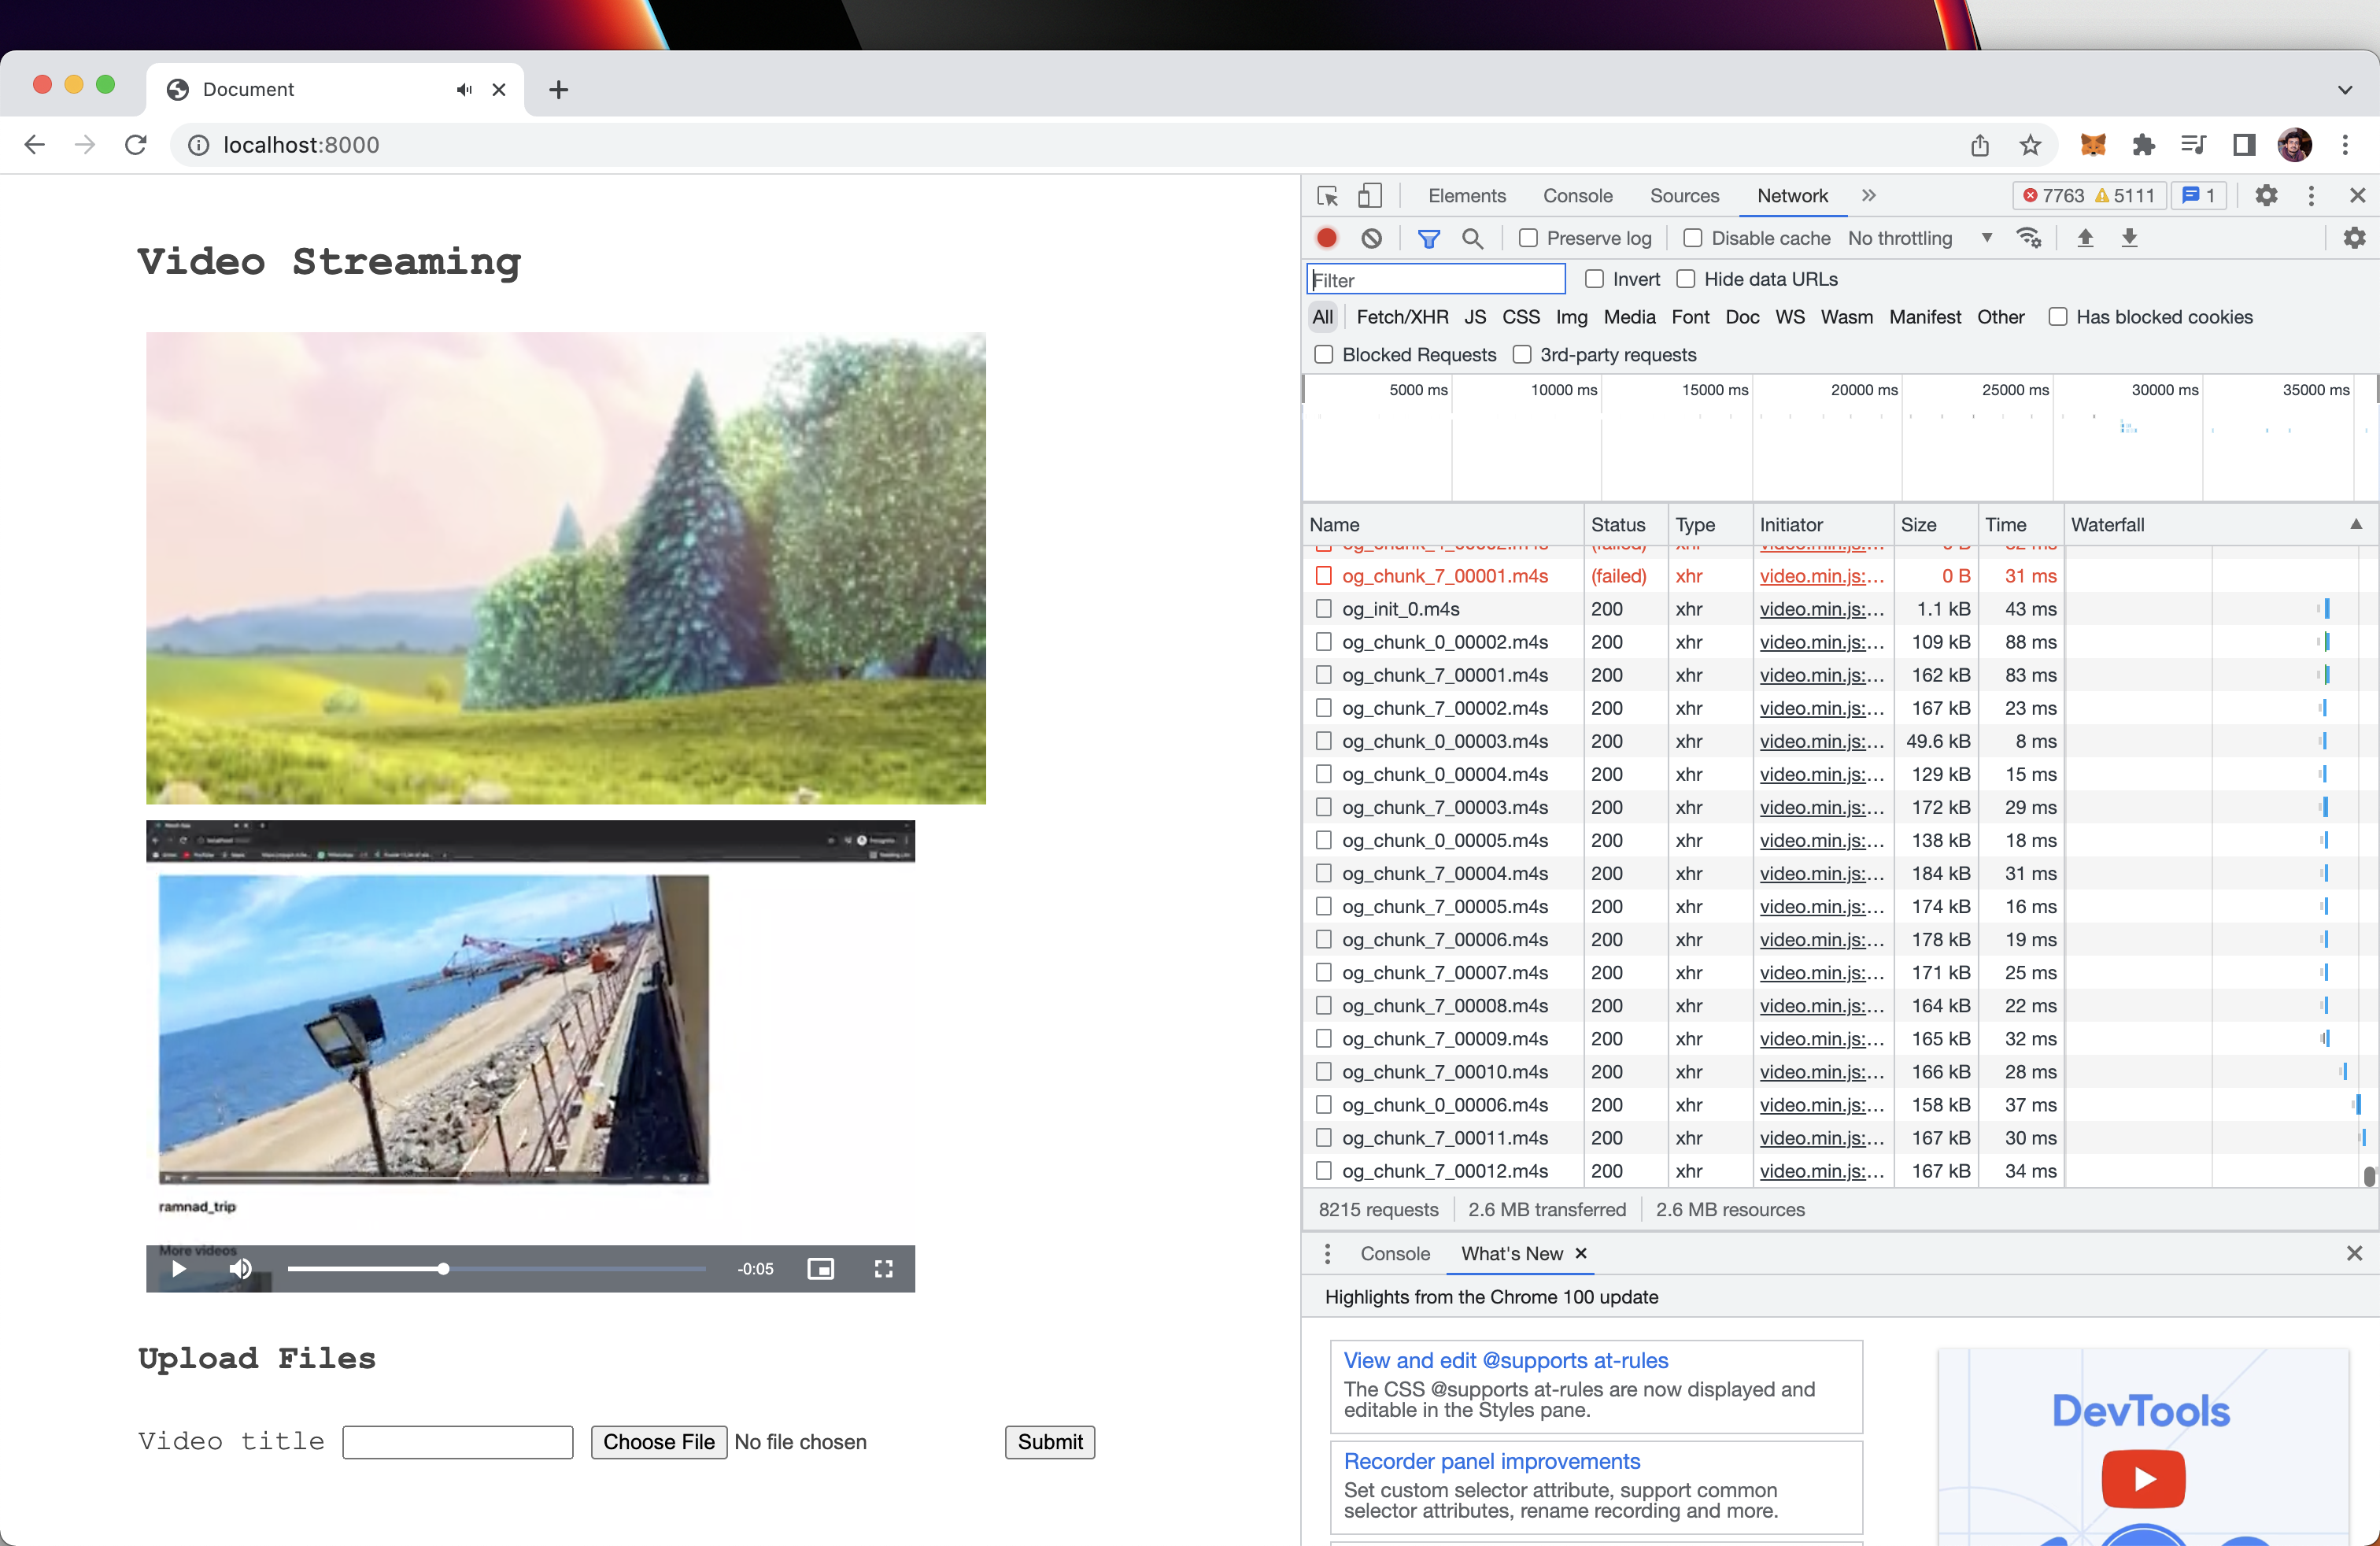 Document
localhost:8000
Video Streaming
ramnad_trip
More videos
-0:05
Upload Files
Video title
Choose File No file chosen
Submit
Elements Console Sources Network
7763 5111 1
Preserve log Disable cache No throttling
Filter Invert Hide data URLs
All Fetch/XHR JS CSS Img Media Font Doc WS Wasm Manifest Other Has blocked cookies
Blocked Requests 3rd-party requests
5000 ms 10000 ms 15000 ms 20000 ms 25000 ms 30000 ms 35000 ms
Name Status Type Initiator Size Time Waterfall
og_chunk_7_00001.m4s (failed) xhr video.min.js:... 0 B 31 ms
og_init_0.m4s 200 xhr video.min.js:... 1.1 kB 43 ms
og_chunk_0_00002.m4s 200 xhr video.min.js:... 109 kB 88 ms
og_chunk_7_00001.m4s 200 xhr video.min.js:... 162 kB 83 ms
og_chunk_7_00002.m4s 200 xhr video.min.js:... 167 kB 23 ms
og_chunk_0_00003.m4s 200 xhr video.min.js:... 49.6 kB 8 ms
og_chunk_0_00004.m4s 200 xhr video.min.js:... 129 kB 15 ms
og_chunk_7_00003.m4s 200 xhr video.min.js:... 172 kB 29 ms
og_chunk_0_00005.m4s 200 xhr video.min.js:... 138 kB 18 ms
og_chunk_7_00004.m4s 200 xhr video.min.js:... 184 kB 31 ms
og_chunk_7_00005.m4s 200 xhr video.min.js:... 174 kB 16 ms
og_chunk_7_00006.m4s 200 xhr video.min.js:... 178 kB 19 ms
og_chunk_7_00007.m4s 200 xhr video.min.js:... 171 kB 25 ms
og_chunk_7_00008.m4s 200 xhr video.min.js:... 164 kB 22 ms
og_chunk_7_00009.m4s 200 xhr video.min.js:... 165 kB 32 ms
og_chunk_7_00010.m4s 200 xhr video.min.js:... 166 kB 28 ms
og_chunk_0_00006.m4s 200 xhr video.min.js:... 158 kB 37 ms
og_chunk_7_00011.m4s 200 xhr video.min.js:... 167 kB 30 ms
og_chunk_7_00012.m4s 200 xhr video.min.js:... 167 kB 34 ms
8215 requests 2.6 MB transferred 2.6 MB resources
Console What's New
Highlights from the Chrome 100 update
View and edit @supports at-rules
The CSS @supports at-rules are now displayed and
editable in the Styles pane.
Recorder panel improvements
Set custom selector attribute, support common
selector attributes, rename recording and more.
DevTools